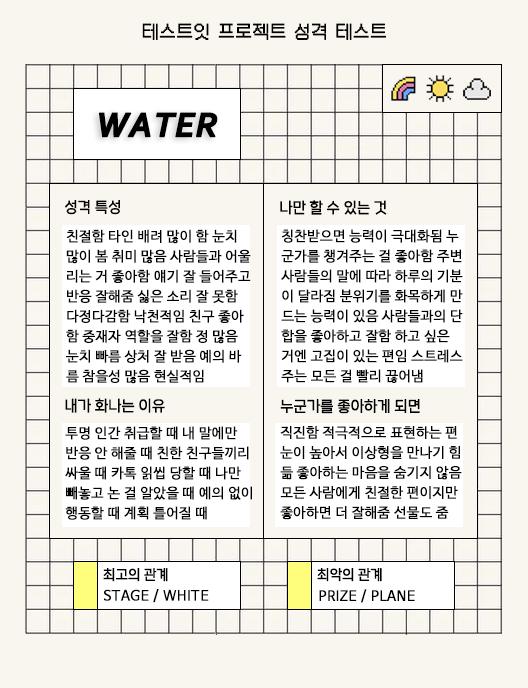 테스트잇 프로젝트 성격 테스트
WATER
성격 특성
친절함 타인 배려 많이 함 눈치
많이 봄 취미 많음 사람들과 어울
리는 거 좋아함 얘기 잘 들어주고
반응 잘해줌 싫은 소리 잘 못함
다정다감함 낙천적임 친구 좋아
함 중재자 역할을 잘함 정 많음
눈치 빠름 상처 잘 받음 예의 바
름 참을성 많음 현실적임
나만 할 수 있는 것
칭찬받으면 능력이 극대화됨 누
군가를 챙겨주는 걸 좋아함 주변
사람들의 말에 따라 하루의 기분
이 달라짐 분위기를 화목하게 만
드는 능력이 있음 사람들과의 단
합을 좋아하고 잘함 하고 싶은
거엔 고집이 있는 편임 스트레스
주는 모든 걸 빨리 끊어냄
내가 화나는 이유
투명 인간 취급할 때 내 말에만
반응 안 해줄 때 친한 친구들끼리
싸울 때 카톡 읽씹 당할 때 나만
빼놓고 논 걸 알았을 때 예의 없이
행동할 때 계획 틀어질 때
누군가를 좋아하게 되면
직진함 적극적으로 표현하는 편
눈이 높아서 이상형을 만나기 힘
듦 좋아하는 마음을 숨기지 않음
모든 사람에게 친절한 편이지만
좋아하면 더 잘해줌 선물도 줌
최고의 관계
STAGE / WHITE
최악의 관계
PRIZE / PLANE